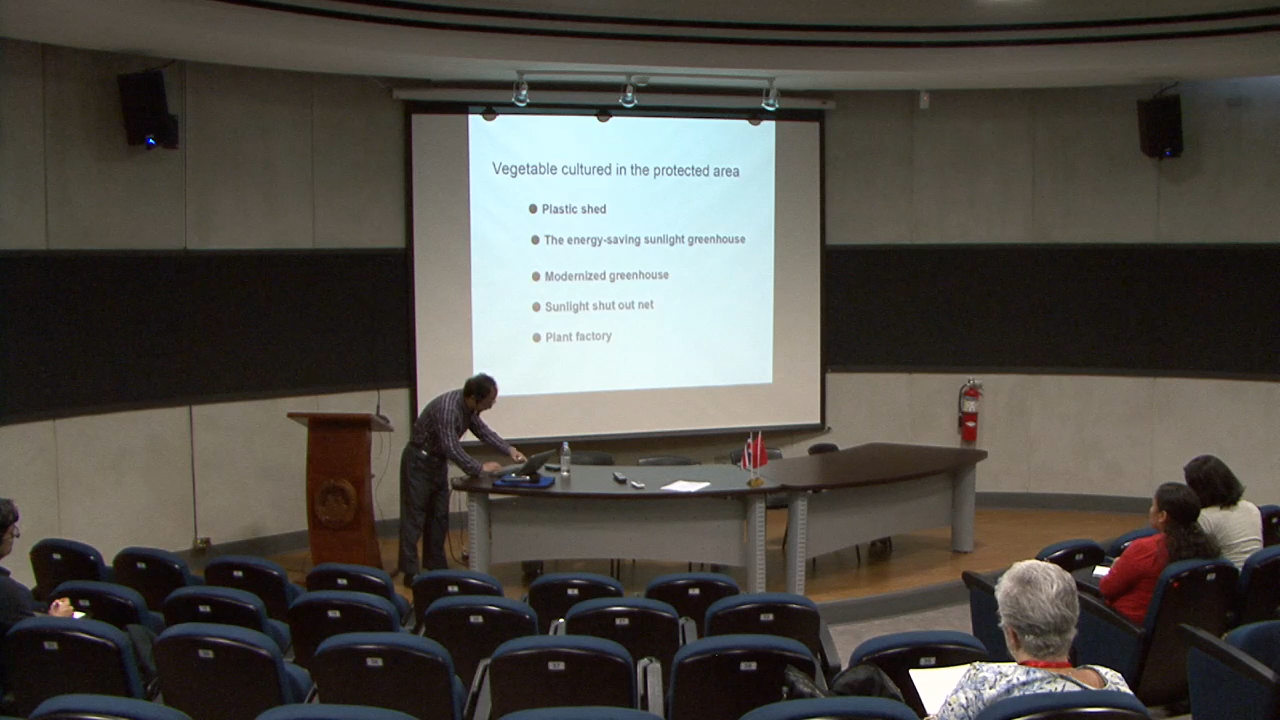 Vegetable cultured in the protected area
Plastic shed
The energy-saving sunlight greenhouse
Modernized greenhouse
Sunlight shut out net
Plant factory